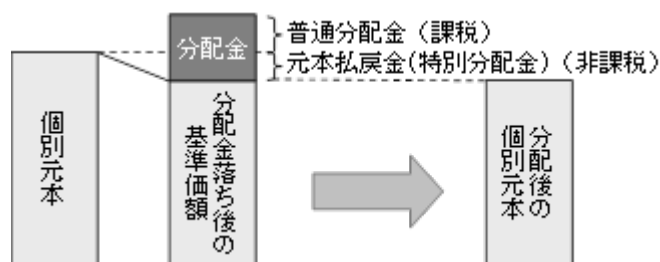 分配金
普通分配金（課税）
元本払戻金(特別分配金)（非課税）
個別元本
分配金落ち後の
基準価額
分配後の
個別元本